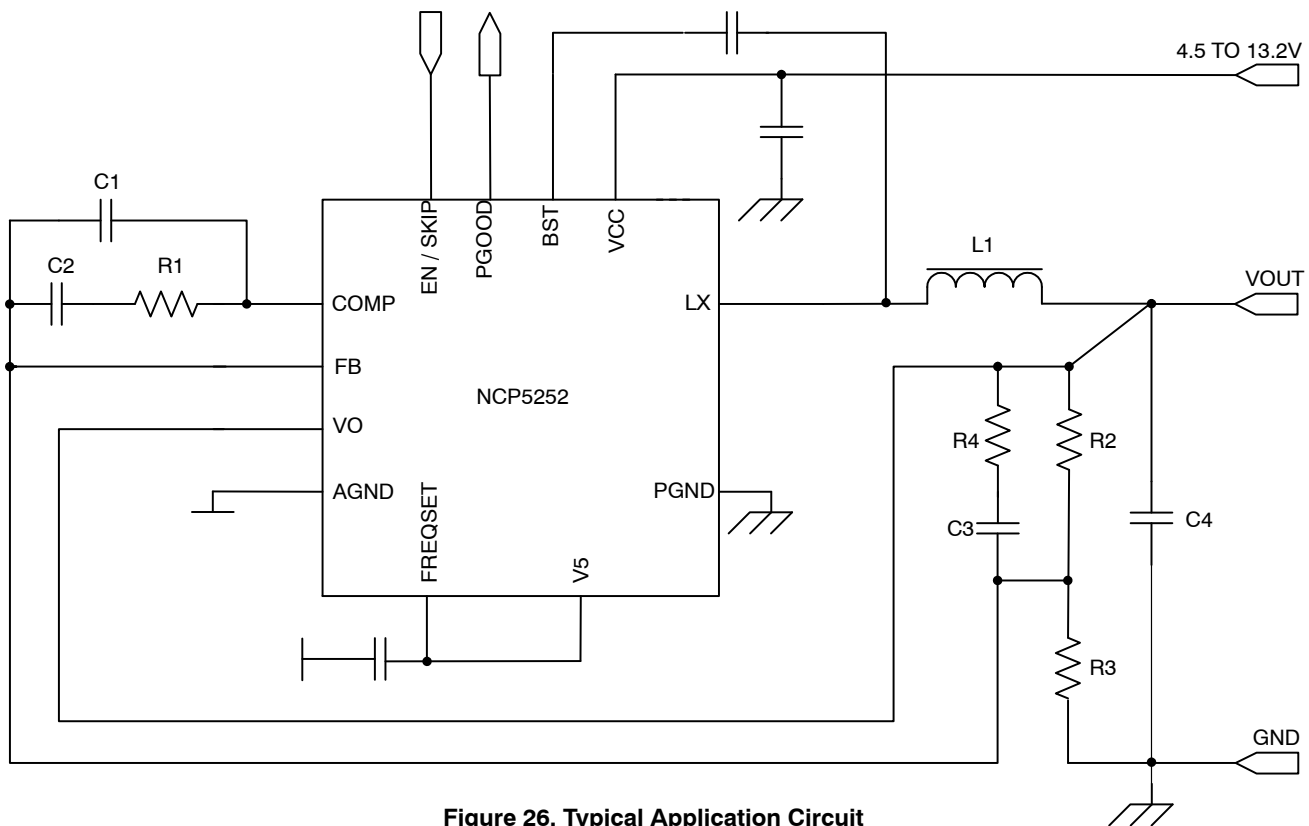 4.5 TO 13.2V
C1
C2
R1
EN / SKIP
PGOOD
BST
VCC
L1
VOUT
COMP
LX
FB
NCP5252
VO
R4
R2
AGND
PGND
FREQSET
V5
C3
C4
R3
GND
Figure 26. Typical Application Circuit